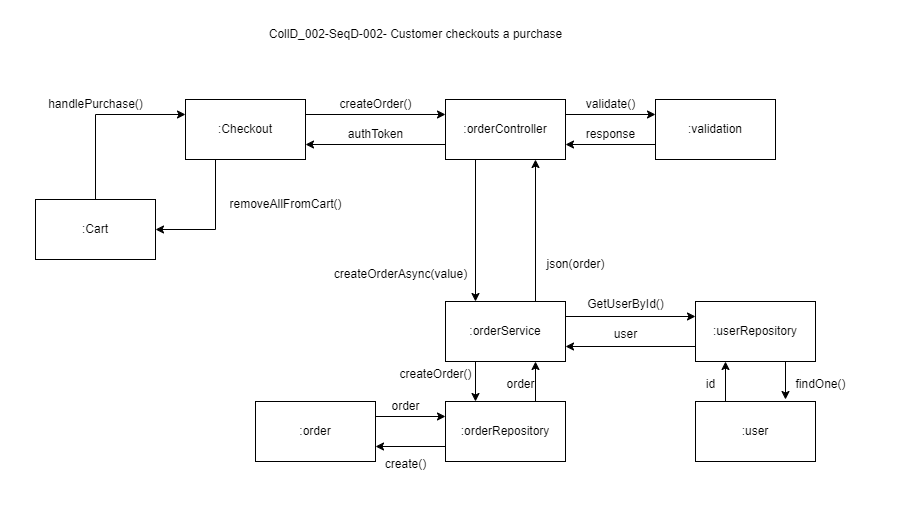 CollD_002-SeqD-002- Customer checkouts a purchase
handlePurchase()
createOrder()
validate()
:Checkout
:orderController
:validation
authToken
response
removeAllFromCart()
:Cart
createOrderAsync(value)
json(order)
GetUserById()
:orderService
:userRepository
user
createOrder()
order
id
findOne()
order
:order
:orderRepository
:user
create()